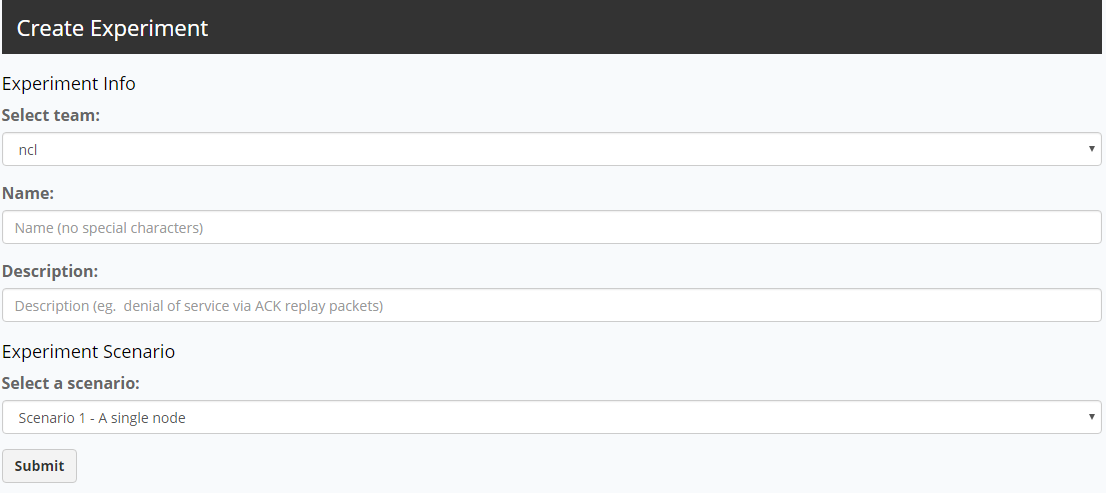 Create Experiment
Experiment Info
Select team:
ncl
Name:
Name (no special characters)
Description:
Description (eg.  denial of service via ACK replay packets)
Experiment Scenario
Select a scenario:
Scenario 1 - A single node
Submit